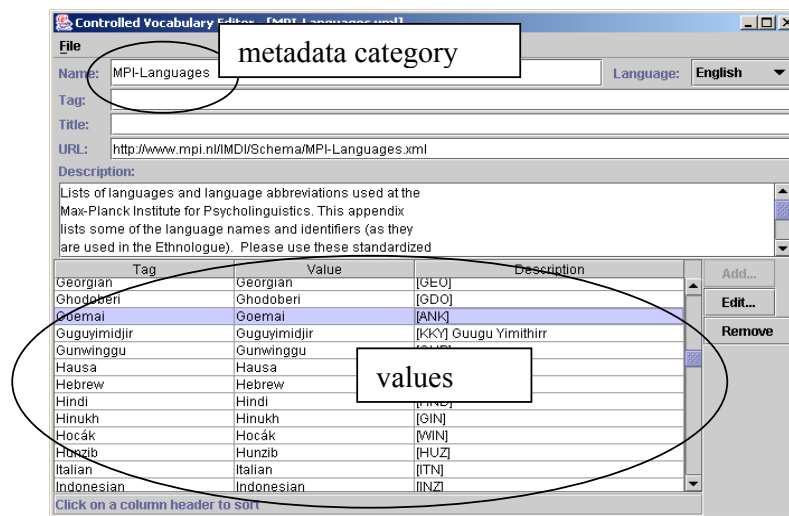 Controlled Vocabulary Editor - [MPI-Languages.xml]
metadata category
File
Name: MPI-Languages Language: English
Tag:
Title:
URL: http://www.mpi.nl/IMDI/Schema/MPI-Languages.xml
Description:
Lists of languages and language abbreviations used at the
Max-Planck Institute for Psycholinguistics. This appendix
lists some of the language names and identifiers (as they
are used in the Ethnologue). Please use these standardized
Tag Value Description
Add...
Georgian Georgian [GEO]
Ghodoberi Ghodoberi [GDO]
Edit...
Goemai Goemai [ANK]
Guguyimidjir Guguyimidjir [KKY] Guugu Yimithirr
Remove
Gunwinggu Gunwinggu
Hausa Hausa
values
Hebrew Hebrew
Hindi Hindi
Hinukh Hinukh [GIN]
Hocák Hocák [WIN]
Hunzib Hunzib [HUZ]
Italian Italian [ITN]
Indonesian Indonesian [INZ]
Click on a column header to sort